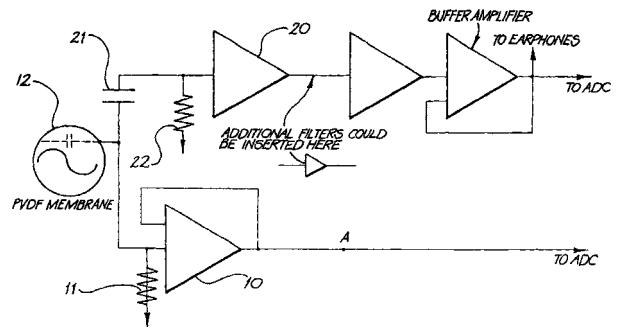 BUFFER AMPLIFIER
TO EARPHONES
21
20
12
TO ADC
22
ADDITIONAL FILTERS COULD
BE INSERTED HERE
PVDF MEMBRANE
A
TO ADC
11
10